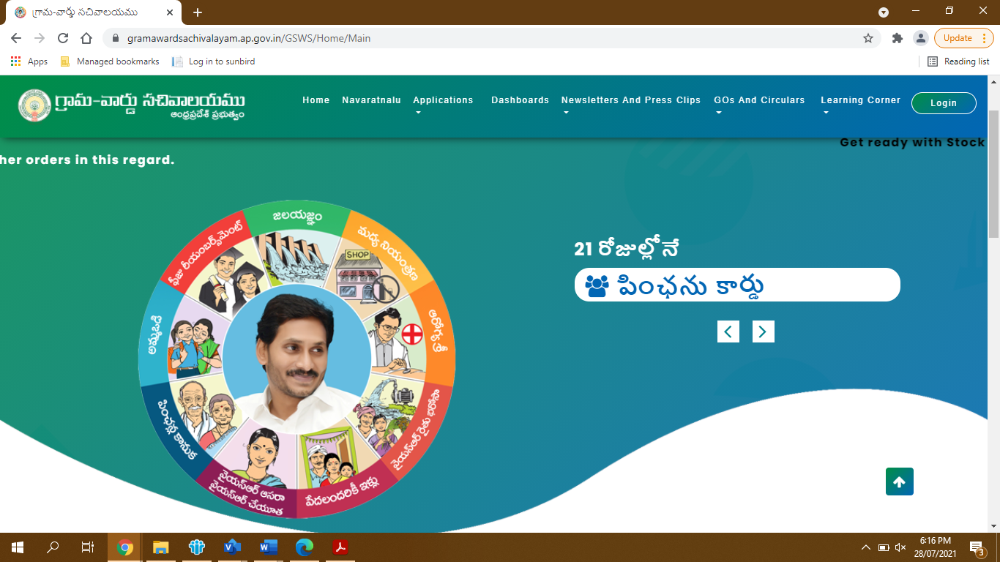 గ్రామ-వార్డు సచివాలయము
gramawardsachivalayam.ap.gov.in/GSWS/Home/Main
Update
Apps Managed bookmarks Log in to sunbird Reading list
గ్రామ-వార్డు సచివాలయము
ఆంధ్రప్రదేశ్ ప్రభుత్వం
Home Navaratnalu Applications Dashboards Newsletters And Press Clips GOs And Circulars Learning Corner Login
Get ready with Stock
her orders in this regard.
జలయజ్ఞం
మద్య నియంత్రణ
SHOP
ఆరోగ్యశ్రీ
వైయస్ఆర్ రైతు భరోసా
పేదలందరికీ ఇళ్లు
వైయస్ఆర్ ఆసరా
వైయస్ఆర్ చేయూత
పింఛన్ల కానుక
అమ్మఒడి
ఫీజు రీయింబర్స్‌మెంట్
21 రోజుల్లోనే
పింఛను కార్డు
6:16 PM
28/07/2021
3